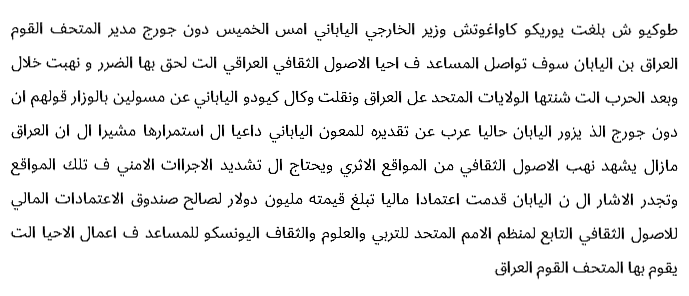 طوكيو ش بلغت يوريكو كاواغوتش وزير الخارجي الياباني امس الخميس دون جورج مدير المتحف القوم
العراق بن اليابان سوف تواصل المساعد ف احيا الاصول الثقافي العراقي الت لحق بها الضرر و نهبت خلال
وبعد الحرب الت شنتها الولايات المتحد عل العراق ونقلت وكال كيودو الياباني عن مسولين بالوزار قولهم ان
دون جورج الذ يزور اليابان حاليا عرب عن تقديره للمعون الياباني داعيا ال استمرارها مشيرا ال ان العراق
مازال يشهد نهب الاصول الثقافي من المواقع الاثري ويحتاج ال تشديد الاجراات الامني ف تلك المواقع
وتجدر الاشار ال ن اليابان قدمت اعتمادا ماليا تبلغ قيمته مليون دولار لصالح صندوق الاعتمادات المالي
للاصول الثقافي التابع لمنظم الامم المتحد للتربي والعلوم والثقاف اليونسكو للمساعد ف اعمال الاحيا الت
يقوم بها المتحف القوم العراق